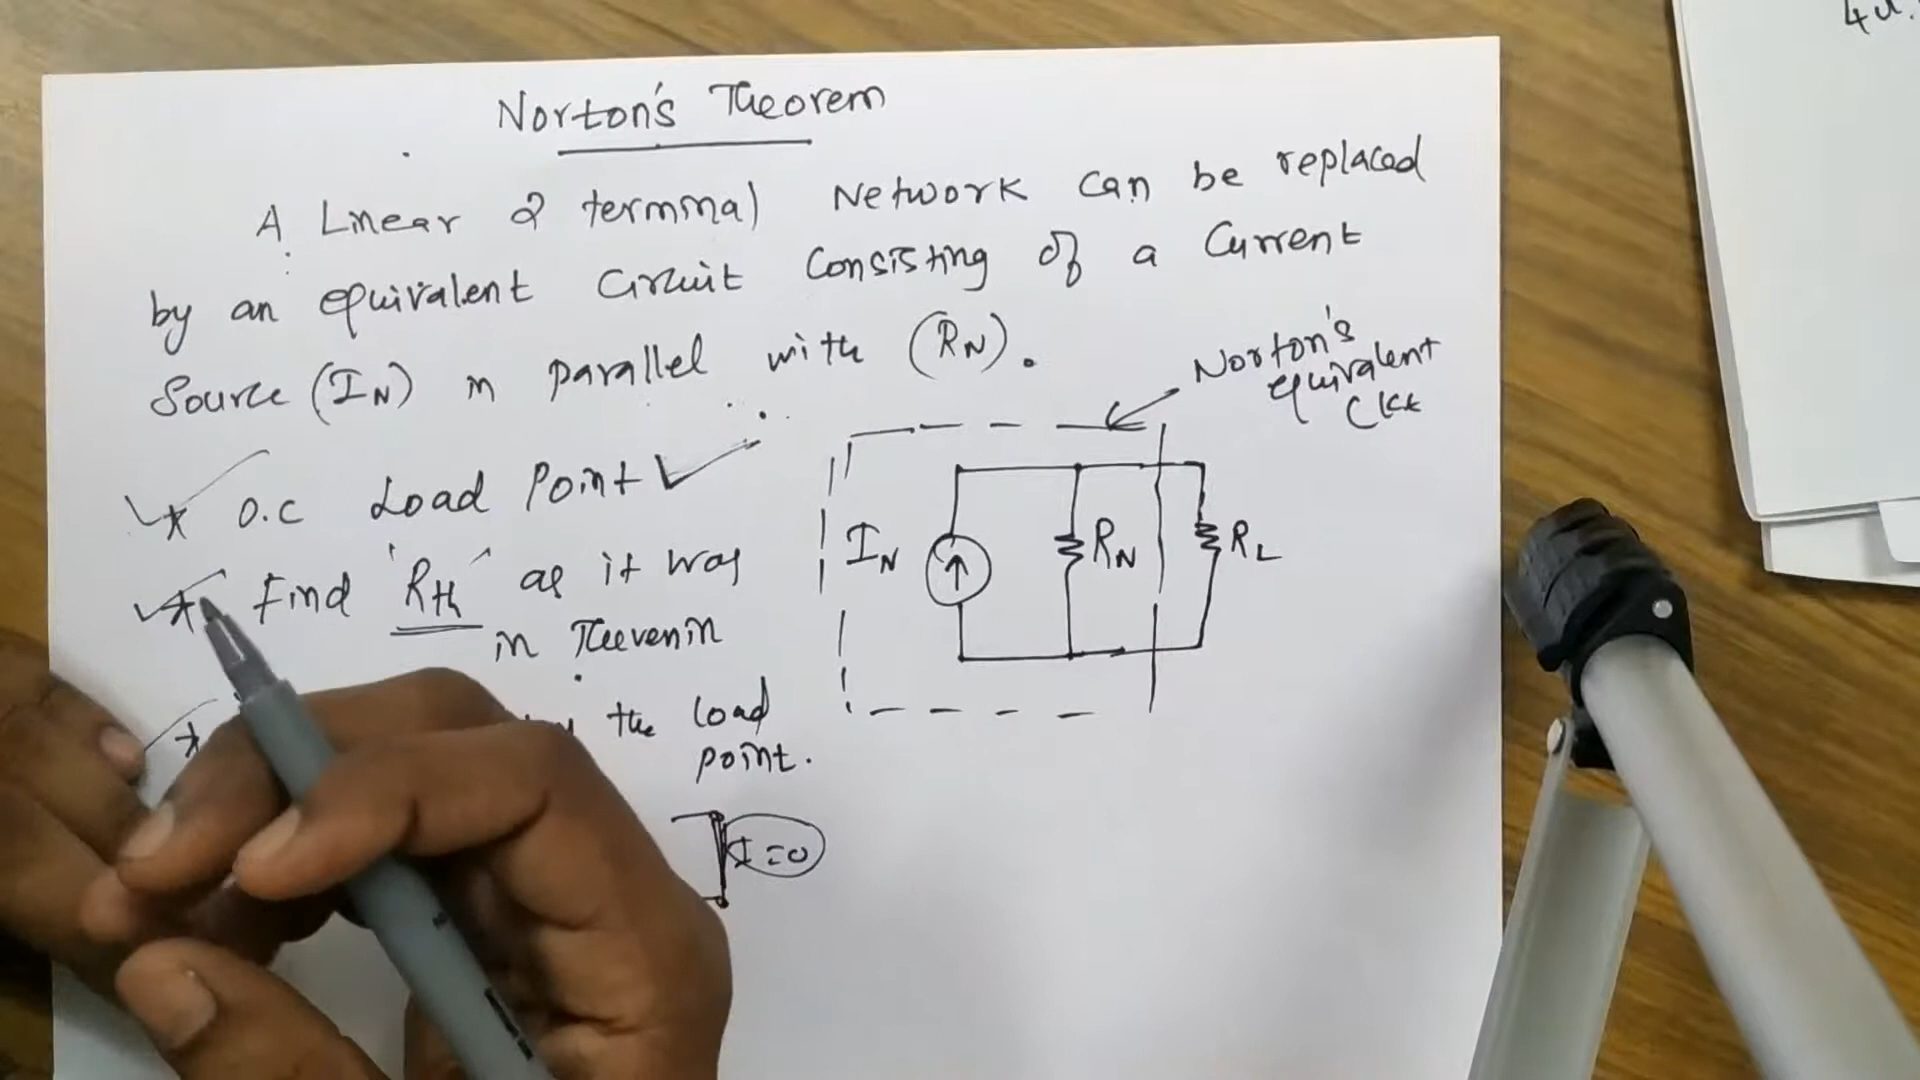 Norton's Theorem
A Linear 2 terminal Network can be replaced
by an equivalent Circuit Consisting of a Current
Source (IN) in parallel with (RN).
Norton's
equivalent
Ckt
* O.C Load Point
* Find 'RTh' as it was
in Thevenin
* the load
point.
IN
RN
RL
I=0
4